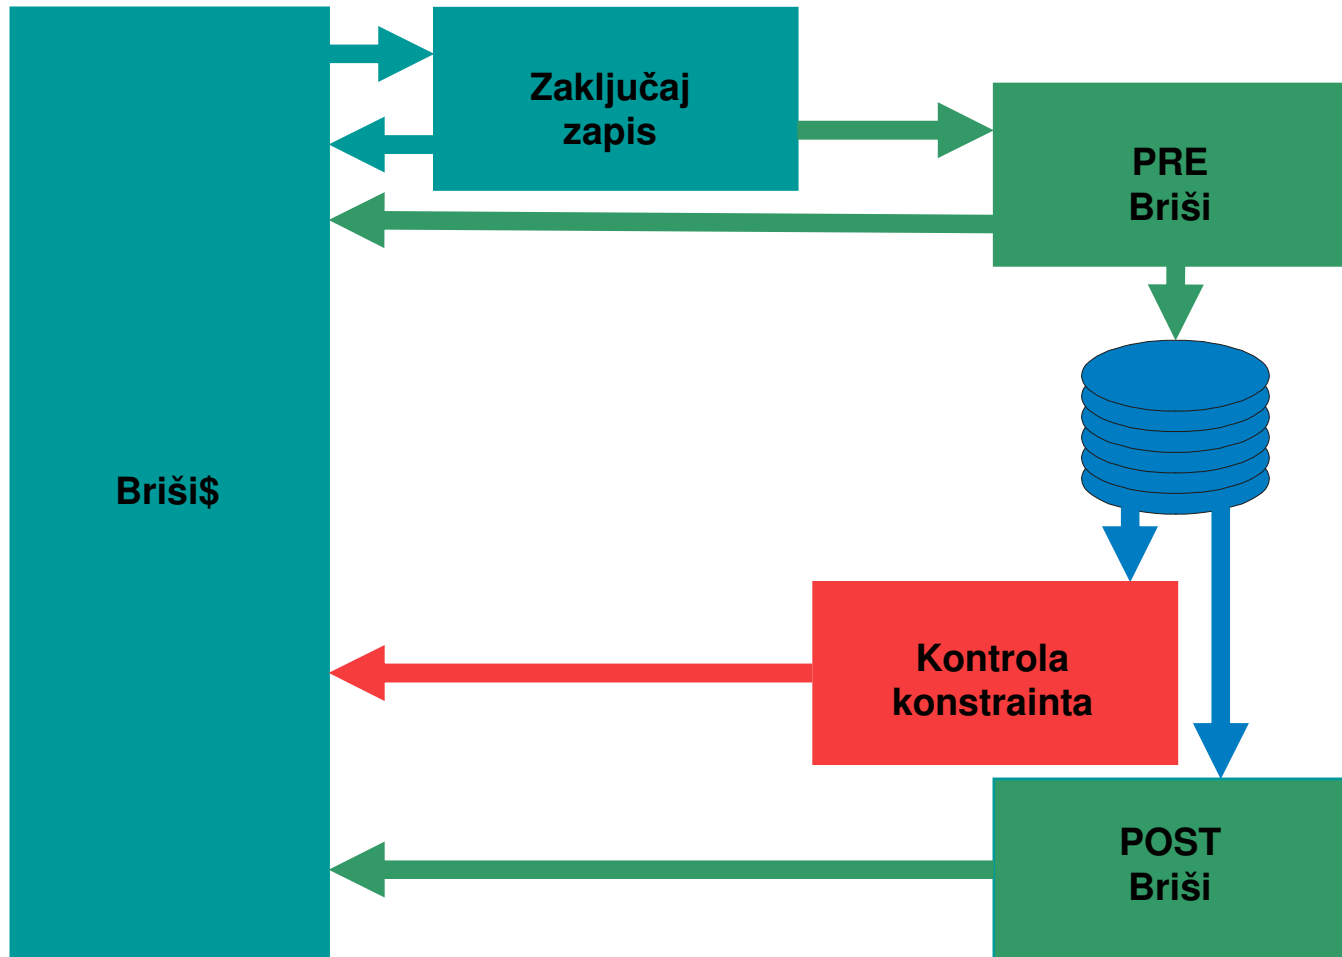 Zaključaj
zapis
PRE
Briši
Briši$
Kontrola
konstrainta
POST
Briši